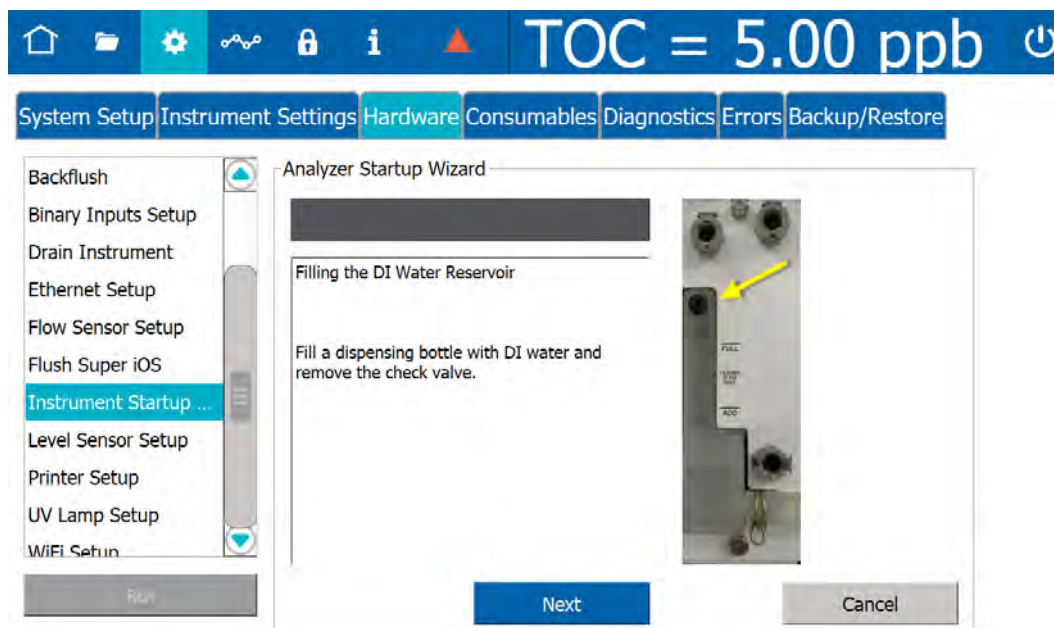 TOC = 5.00 ppb
System Setup Instrument Settings Hardware Consumables Diagnostics Errors Backup/Restore
Backflush
Binary Inputs Setup
Drain Instrument
Ethernet Setup
Flow Sensor Setup
Flush Super iOS
Instrument Startup ...
Level Sensor Setup
Printer Setup
UV Lamp Setup
WiFi Setup
Run
Analyzer Startup Wizard
Filling the DI Water Reservoir
Fill a dispensing bottle with DI water and
remove the check valve.
FULL
ADD
Next
Cancel